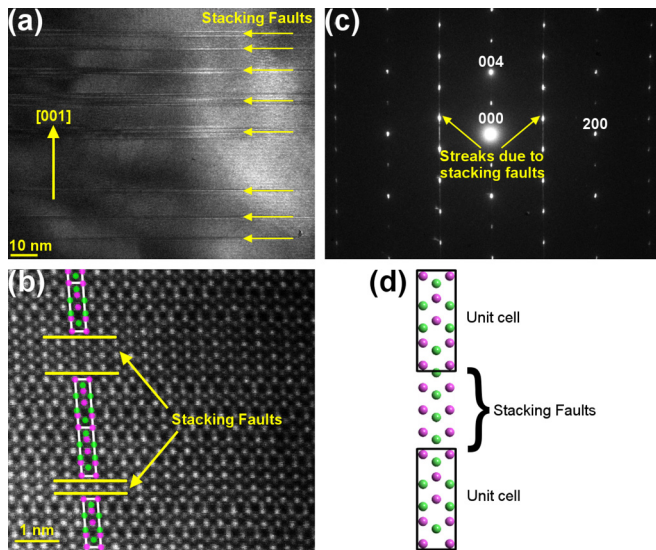 (a)
Stacking Faults
[001]
10 nm
(c)
004
000
200
Streaks due to
stacking faults
(b)
Stacking Faults
1 nm
(d)
Unit cell
Stacking Faults
Unit cell